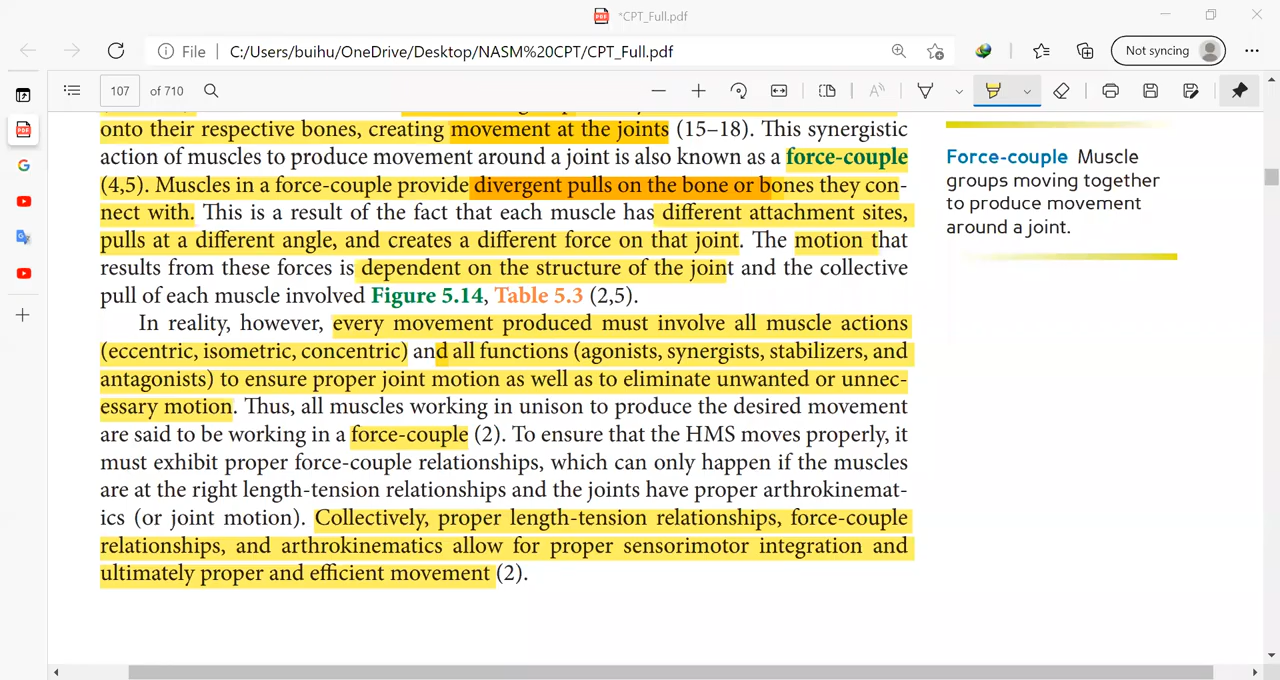 *CPT_Full.pdf
File
C:/Users/buihu/OneDrive/Desktop/NASM%20CPT/CPT_Full.pdf
Not syncing
107 of 710
onto their respective bones, creating movement at the joints (15–18). This synergistic
action of muscles to produce movement around a joint is also known as a force-couple
(4,5). Muscles in a force-couple provide divergent pulls on the bone or bones they con-
nect with. This is a result of the fact that each muscle has different attachment sites,
pulls at a different angle, and creates a different force on that joint. The motion that
results from these forces is dependent on the structure of the joint and the collective
pull of each muscle involved Figure 5.14, Table 5.3 (2,5).
In reality, however, every movement produced must involve all muscle actions
(eccentric, isometric, concentric) and all functions (agonists, synergists, stabilizers, and
antagonists) to ensure proper joint motion as well as to eliminate unwanted or unnec-
essary motion. Thus, all muscles working in unison to produce the desired movement
are said to be working in a force-couple (2). To ensure that the HMS moves properly, it
must exhibit proper force-couple relationships, which can only happen if the muscles
are at the right length-tension relationships and the joints have proper arthrokinemat-
ics (or joint motion). Collectively, proper length-tension relationships, force-couple
relationships, and arthrokinematics allow for proper sensorimotor integration and
ultimately proper and efficient movement (2).
Force-couple Muscle
groups moving together
to produce movement
around a joint.